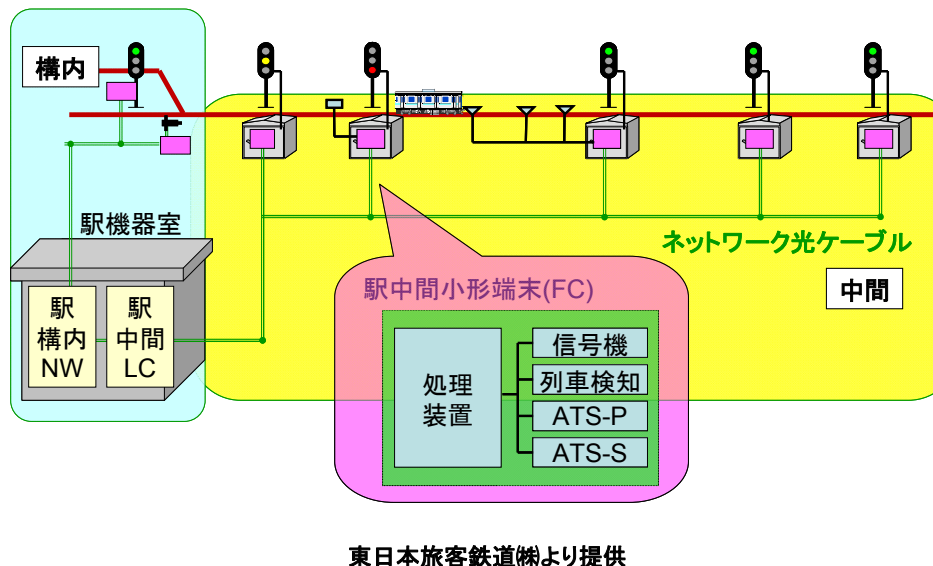 構内
駅機器室
駅
構内
NW
駅
中間
LC
ネットワーク光ケーブル
中間
駅中間小形端末(FC)
処理
装置
信号機
列車検知
ATS-P
ATS-S
東日本旅客鉄道㈱より提供